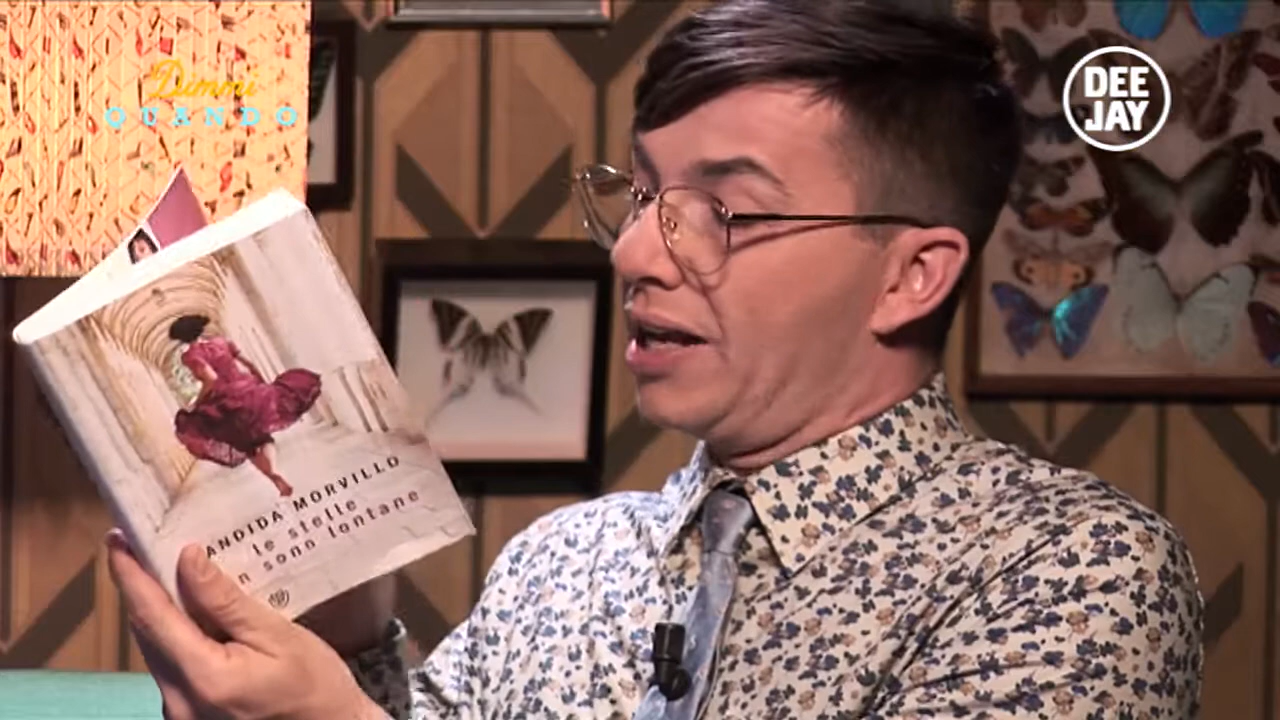 Dimmi
QUANDO
DEE
JAY
ANDIDA MORVILLO
le stelle
n sono lontane